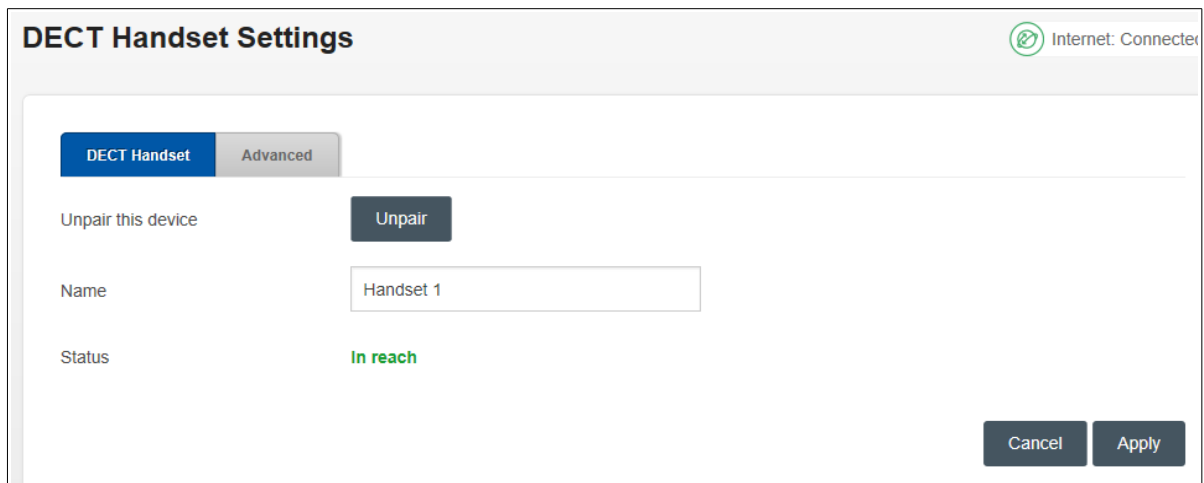 DECT Handset Settings
Internet: Connected
DECT Handset Advanced
Unpair this device Unpair
Name Handset 1
Status In reach
Cancel Apply